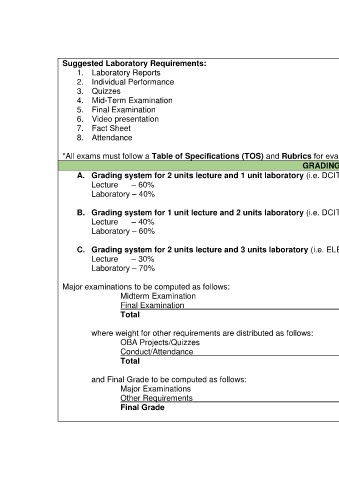 Suggested Laboratory Requirements:
1. Laboratory Reports
2. Individual Performance
3. Quizzes
4. Mid-Term Examination
5. Final Examination
6. Video presentation
7. Fact Sheet
8. Attendance
*All exams must follow a Table of Specifications (TOS) and Rubrics for eva
GRADING
A. Grading system for 2 units lecture and 1 unit laboratory (i.e. DCIT
Lecture – 60%
Laboratory – 40%
B. Grading system for 1 unit lecture and 2 units laboratory (i.e. DCIT
Lecture – 40%
Laboratory – 60%
C. Grading system for 2 units lecture and 3 units laboratory (i.e. ELE
Lecture – 30%
Laboratory – 70%
Major examinations to be computed as follows:
Midterm Examination
Final Examination
Total
where weight for other requirements are distributed as follows:
OBA Projects/Quizzes
Conduct/Attendance
Total
and Final Grade to be computed as follows:
Major Examinations
Other Requirements
Final Grade